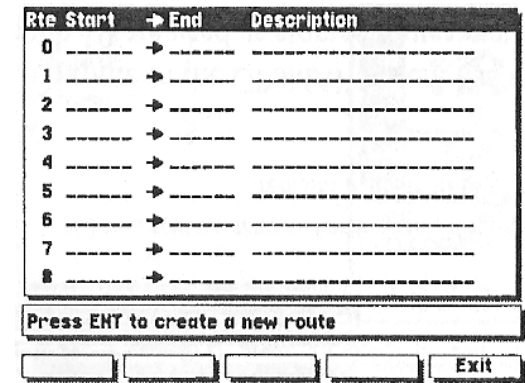 Rte Start → End Description
0 ______ → ______ ____________________
1 ______ → ______ ____________________
2 ______ → ______ ____________________
3 ______ → ______ ____________________
4 ______ → ______ ____________________
5 ______ → ______ ____________________
6 ______ → ______ ____________________
7 ______ → ______ ____________________
8 ______ → ______ ____________________
Press ENT to create a new route
Exit